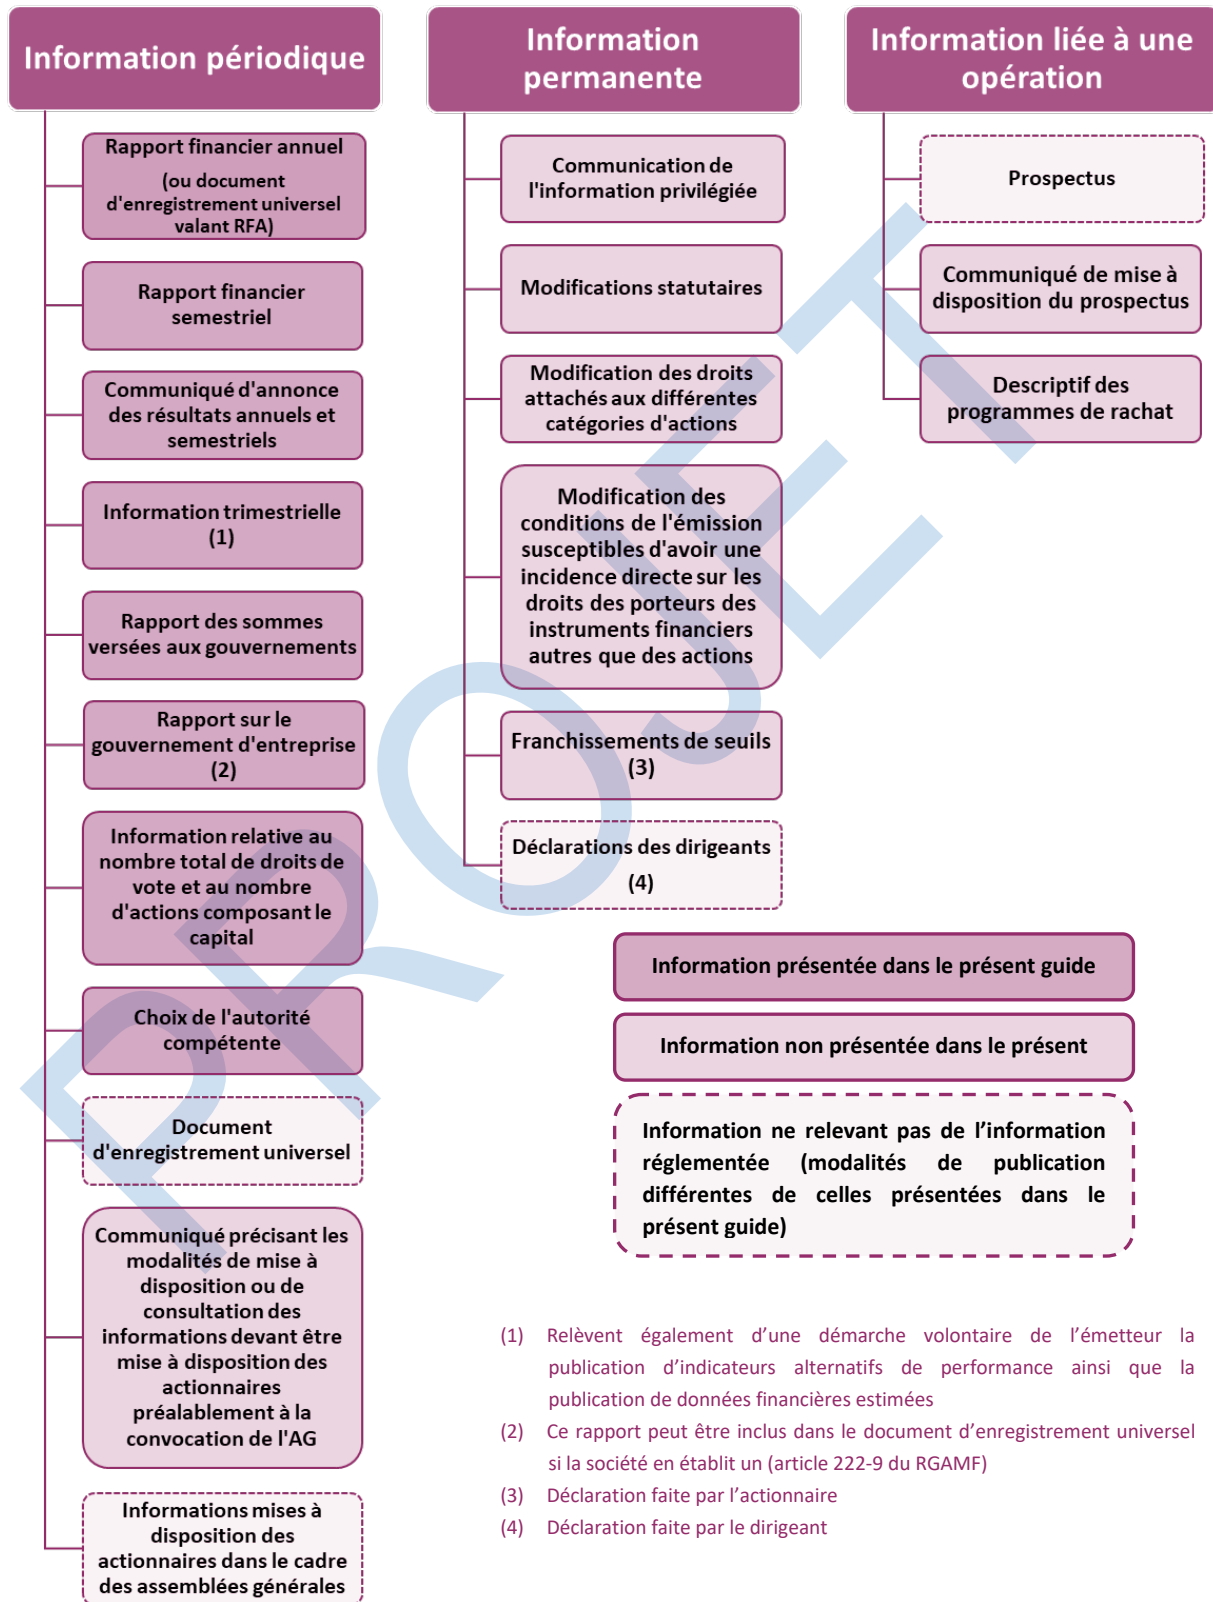 Information périodique
Rapport financier annuel
(ou document
d'enregistrement universel
valant RFA)
Rapport financier
semestriel
Communiqué d'annonce
des résultats annuels et
semestriels
Information trimestrielle
(1)
Rapport des sommes
versées aux gouvernements
Rapport sur le
gouvernement d'entreprise
(2)
Information relative au
nombre total de droits de
vote et au nombre
d'actions composant le
capital
Choix de l'autorité
compétente
Document
d'enregistrement universel
Communiqué précisant les
modalités de mise à
disposition ou de
consultation des
informations devant être
mise à disposition des
actionnaires
préalablement à la
convocation de l'AG
Informations mises à
disposition des
actionnaires dans le cadre
des assemblées générales
Information
permanente
Communication de
l'information privilégiée
Modifications statutaires
Modification des droits
attachés aux différentes
catégories d'actions
Modification des
conditions de l'émission
susceptibles d'avoir une
incidence directe sur les
droits des porteurs des
instruments financiers
autres que des actions
Franchissements de seuils
(3)
Déclarations des dirigeants
(4)
Information liée à une
opération
Prospectus
Communiqué de mise à
disposition du prospectus
Descriptif des
programmes de rachat
Information présentée dans le présent guide
Information non présentée dans le présent
Information ne relevant pas de l’information
réglementée (modalités de publication
différentes de celles présentées dans le
présent guide)
(1) Relèvent également d’une démarche volontaire de l’émetteur la
publication d’indicateurs alternatifs de performance ainsi que la
publication de données financières estimées
(2) Ce rapport peut être inclus dans le document d’enregistrement universel
si la société en établit un (article 222-9 du RGAMF)
(3) Déclaration faite par l’actionnaire
(4) Déclaration faite par le dirigeant
PROJET